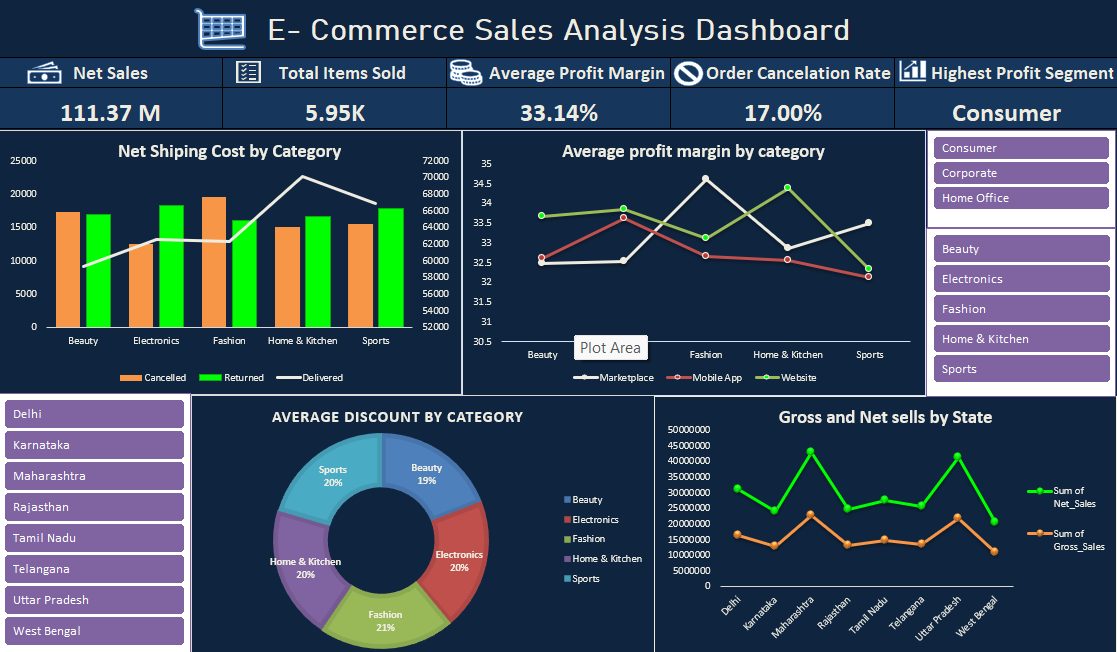 E- Commerce Sales Analysis Dashboard
Net Sales
Total Items Sold
Average Profit Margin
Order Cancelation Rate
Highest Profit Segment
111.37 M
5.95K
33.14%
17.00%
Consumer
Net Shiping Cost by Category
25000
20000
15000
10000
5000
0
72000
70000
68000
66000
64000
62000
60000
58000
56000
54000
52000
Beauty
Electronics
Fashion
Home & Kitchen
Sports
Cancelled
Returned
Delivered
Average profit margin by category
35
34.5
34
33.5
33
32.5
32
31.5
31
30.5
Beauty
Plot Area
Fashion
Home & Kitchen
Sports
Marketplace
Mobile App
Website
Consumer
Corporate
Home Office
Beauty
Electronics
Fashion
Home & Kitchen
Sports
Delhi
Karnataka
Maharashtra
Rajasthan
Tamil Nadu
Telangana
Uttar Pradesh
West Bengal
AVERAGE DISCOUNT BY CATEGORY
Sports
20%
Beauty
19%
Home & Kitchen
20%
Electronics
20%
Fashion
21%
Beauty
Electronics
Fashion
Home & Kitchen
Sports
Gross and Net sells by State
50000000
45000000
40000000
35000000
30000000
25000000
20000000
15000000
10000000
5000000
0
Delhi
Karnataka
Maharashtra
Rajasthan
Tamil Nadu
Telangana
Uttar Pradesh
West Bengal
Sum of
Net_Sales
Sum of
Gross_Sales